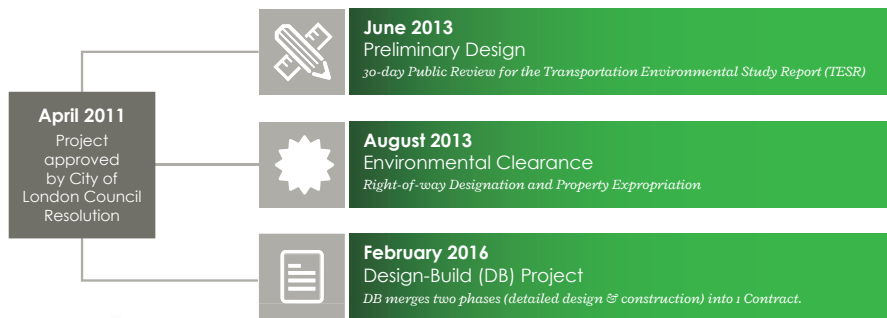 April 2011
Project
approved
by City of
London Council
Resolution
June 2013
Preliminary Design
30-day Public Review for the Transportation Environmental Study Report (TESR)
August 2013
Environmental Clearance
Right-of-way Designation and Property Expropriation
February 2016
Design-Build (DB) Project
DB merges two phases (detailed design & construction) into 1 Contract.